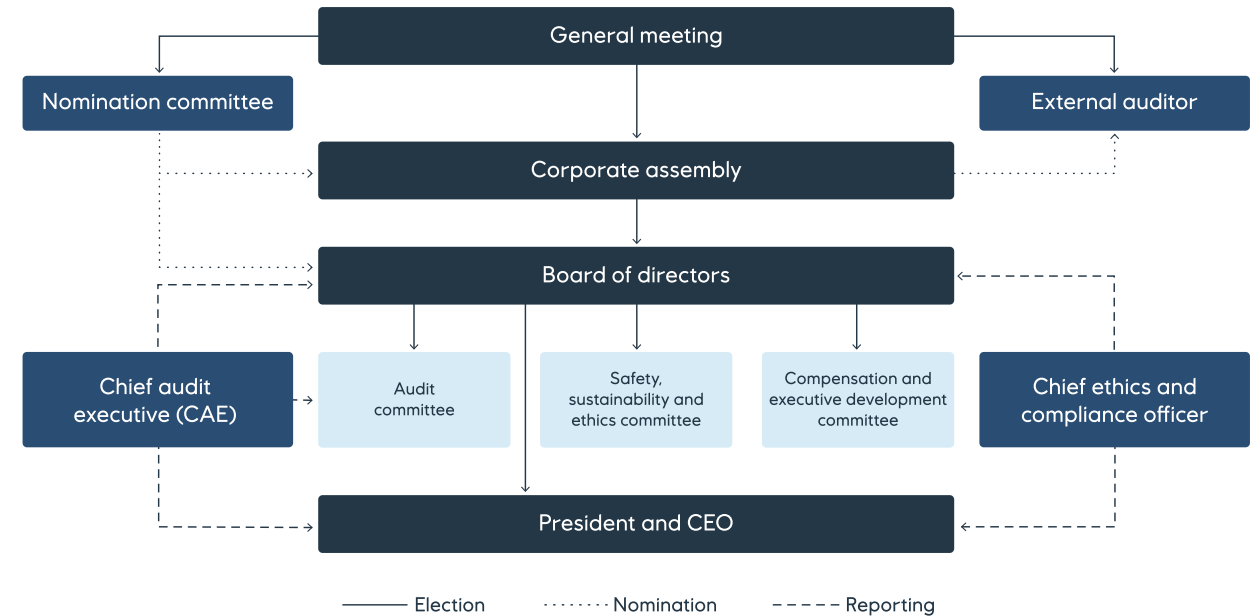 General meeting
Nomination committee
External auditor
Corporate assembly
Board of directors
Chief audit
executive (CAE)
Audit
committee
Safety,
sustainability and
ethics committee
Compensation and
executive development
committee
Chief ethics and
compliance officer
President and CEO
Election
Nomination
Reporting